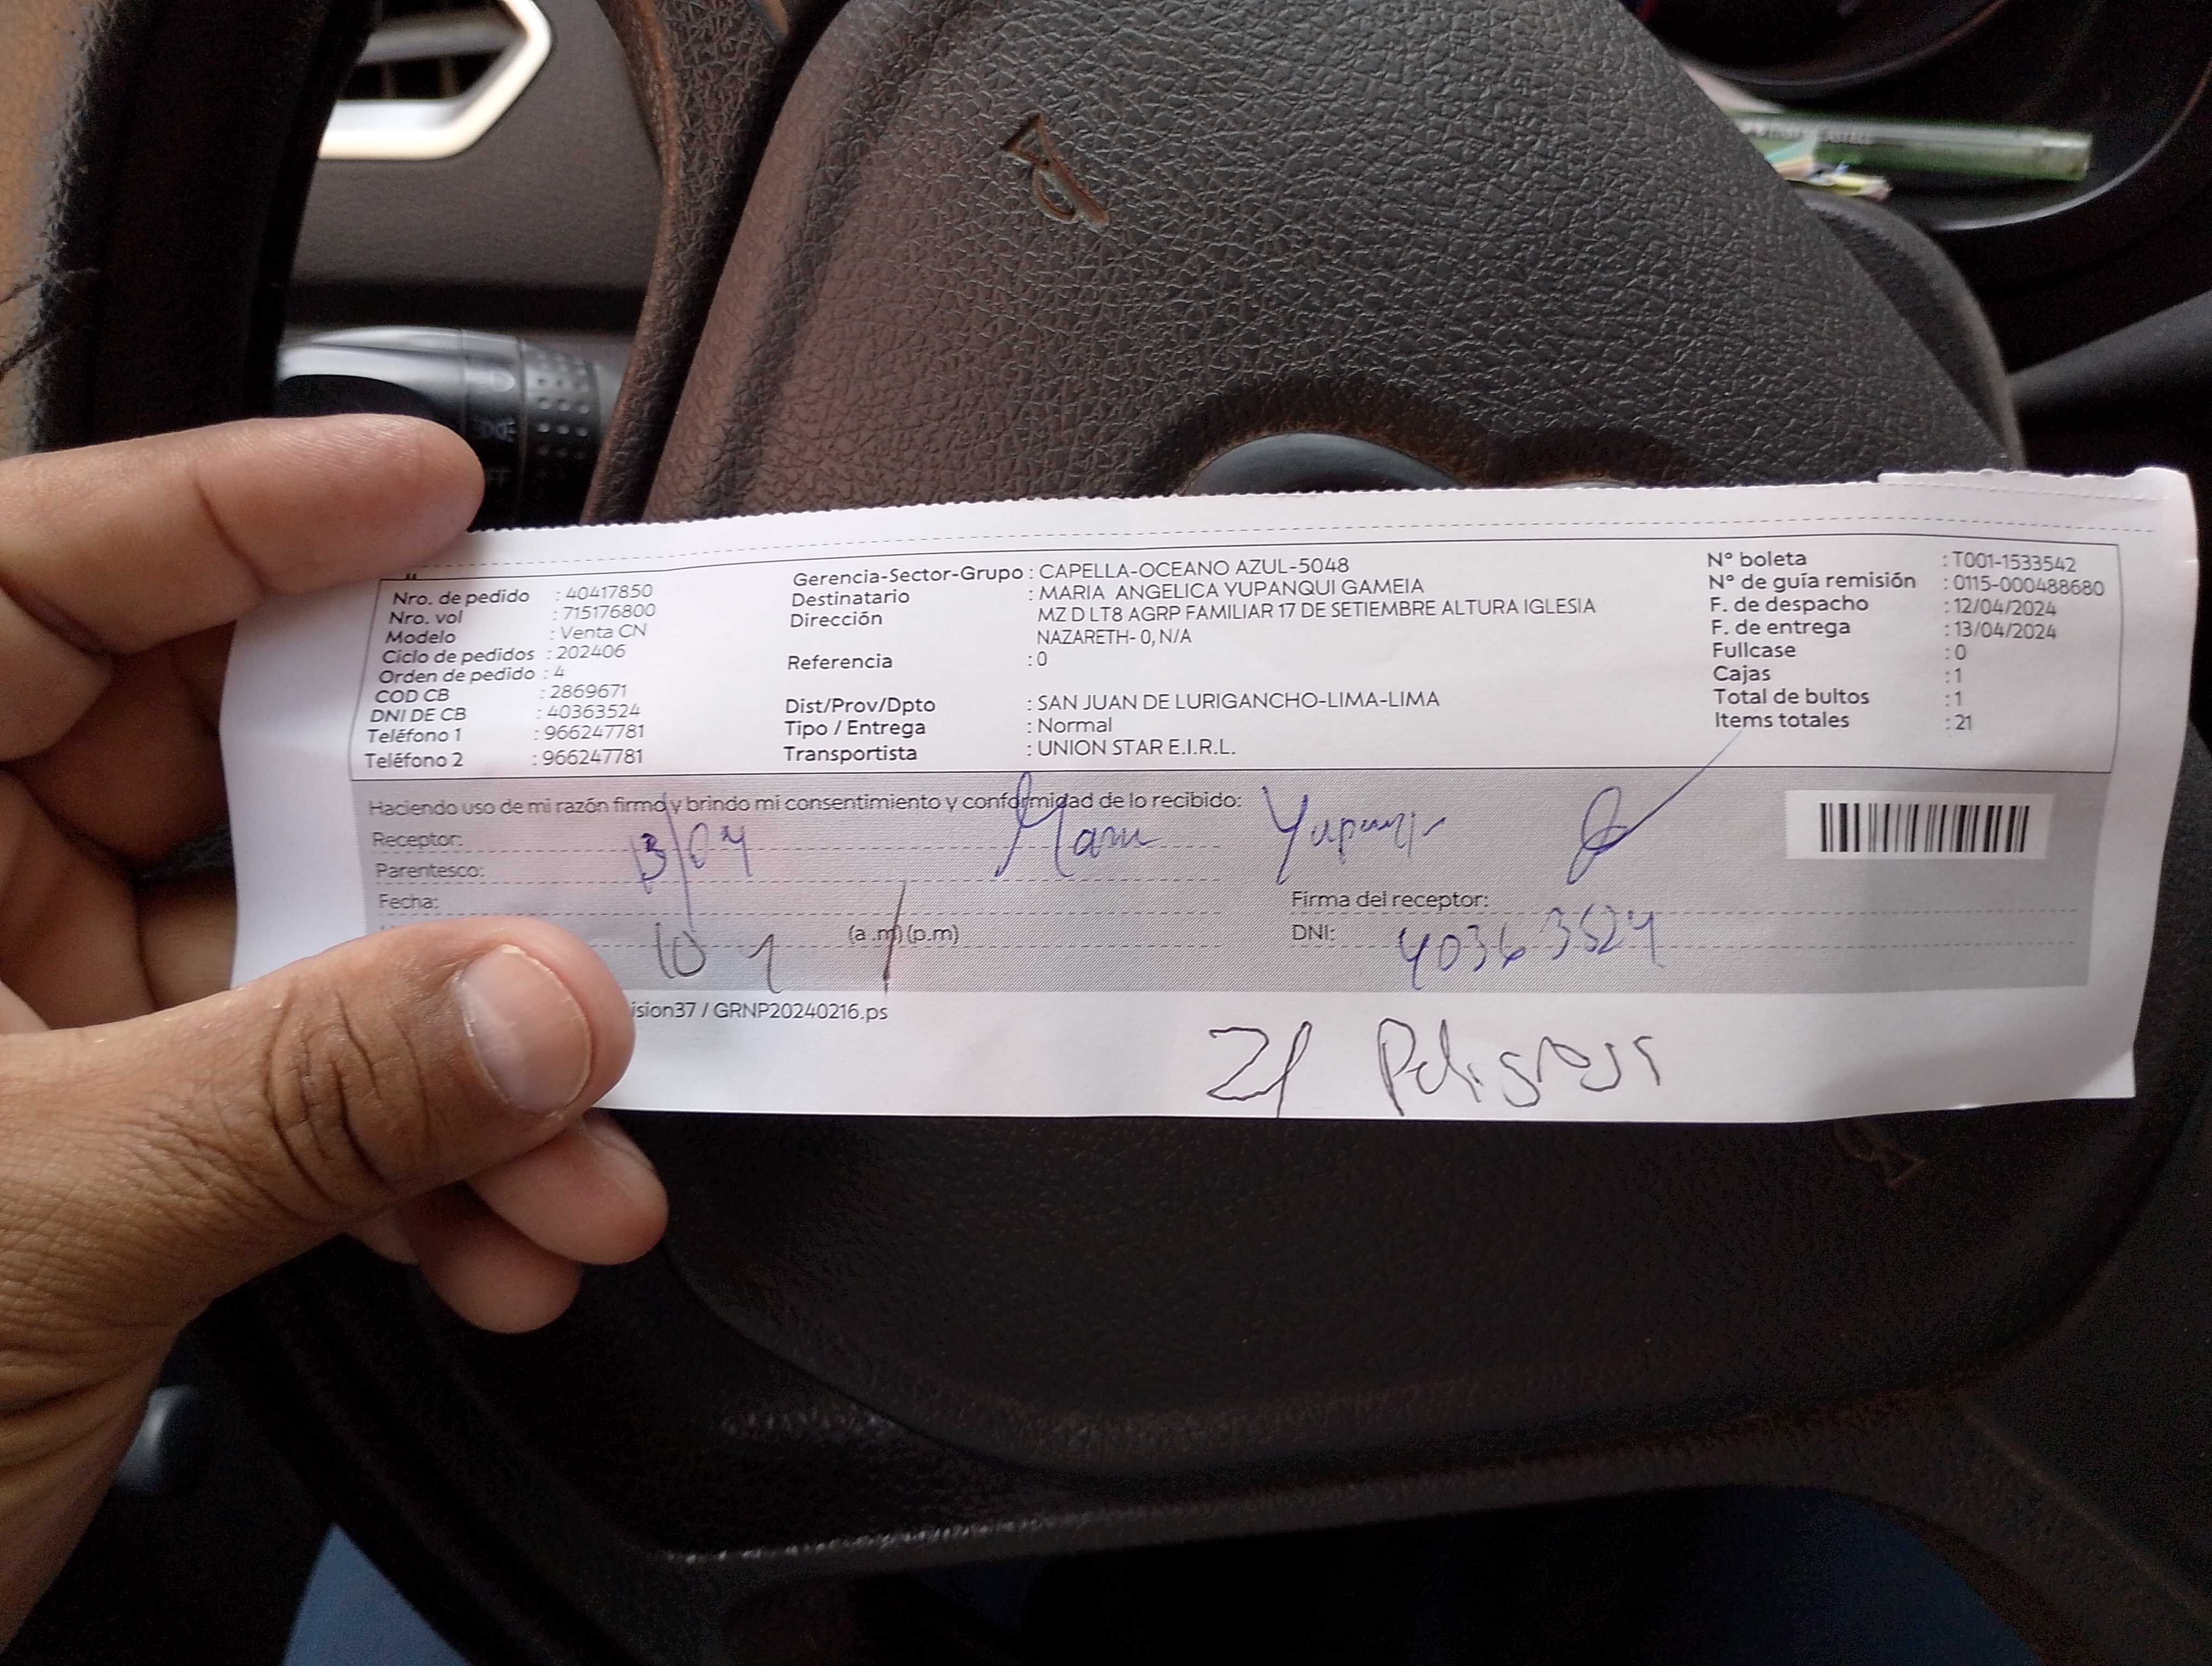 Nro. de pedido : 40417850
Nro. vol : 715176800
Modelo : Venta CN
Ciclo de pedidos : 202406
Orden de pedido : 4
COD CB : 2869671
DNI DE CB : 40363524
Teléfono 1 : 966247781
Teléfono 2 : 966247781
Gerencia-Sector-Grupo : CAPELLA-OCEANO AZUL-5048
Destinatario : MARIA ANGELICA YUPANQUI GAMEIA
Dirección MZ D LT8 AGRP FAMILIAR 17 DE SETIEMBRE ALTURA IGLESIA
NAZARETH- 0, N/A
Referencia : 0
Dist/Prov/Dpto : SAN JUAN DE LURIGANCHO-LIMA-LIMA
Tipo / Entrega : Normal
Transportista : UNION STAR E.I.R.L.
N° boleta : T001-1533542
N° de guía remisión : 0115-000488680
F. de despacho : 12/04/2024
F. de entrega : 13/04/2024
Fullcase : 0
Cajas : 1
Total de bultos : 1
Items totales : 21
Haciendo uso de mi razón firmo y brindo mi consentimiento y conformidad de lo recibido:
Receptor:
13/04
Parentesco:
Fecha:
Firma del receptor:
10 (a.m) (p.m)
DNI: 40363524
ision37 / GRNP20240216.ps
21